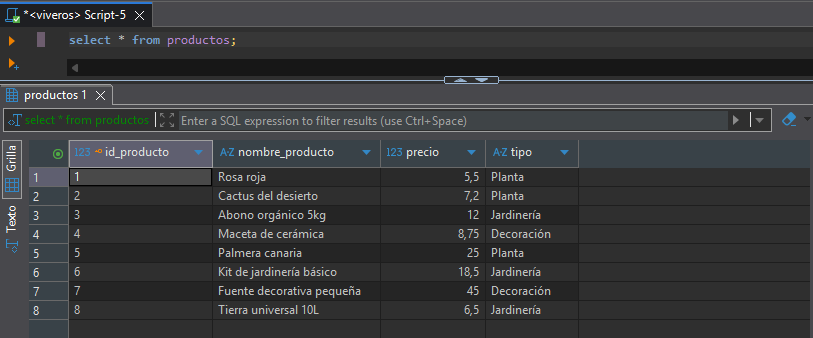 *<viveros> Script-5
select * from productos;
productos 1
select * from productos Enter a SQL expression to filter results (use Ctrl+Space)
Grilla
Texto
123 id_producto A-Z nombre_producto 123 precio A-Z tipo
1 1 Rosa roja 5,5 Planta
2 2 Cactus del desierto 7,2 Planta
3 3 Abono orgánico 5kg 12 Jardinería
4 4 Maceta de cerámica 8,75 Decoración
5 5 Palmera canaria 25 Planta
6 6 Kit de jardinería básico 18,5 Jardinería
7 7 Fuente decorativa pequeña 45 Decoración
8 8 Tierra universal 10L 6,5 Jardinería